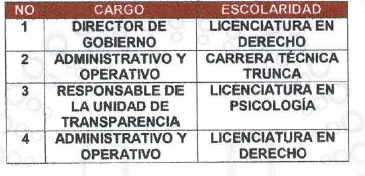 NO CARGO ESCOLARIDAD
1 DIRECTOR DE LICENCIATURA EN
GOBIERNO DERECHO
2 ADMINISTRATIVO Y CARRERA TÉCNICA
OPERATIVO TRUNCA
3 RESPONSABLE DE LICENCIATURA EN
LA UNIDAD DE PSICOLOGÍA
TRANSPARENCIA
4 ADMINISTRATIVO Y LICENCIATURA EN
OPERATIVO DERECHO